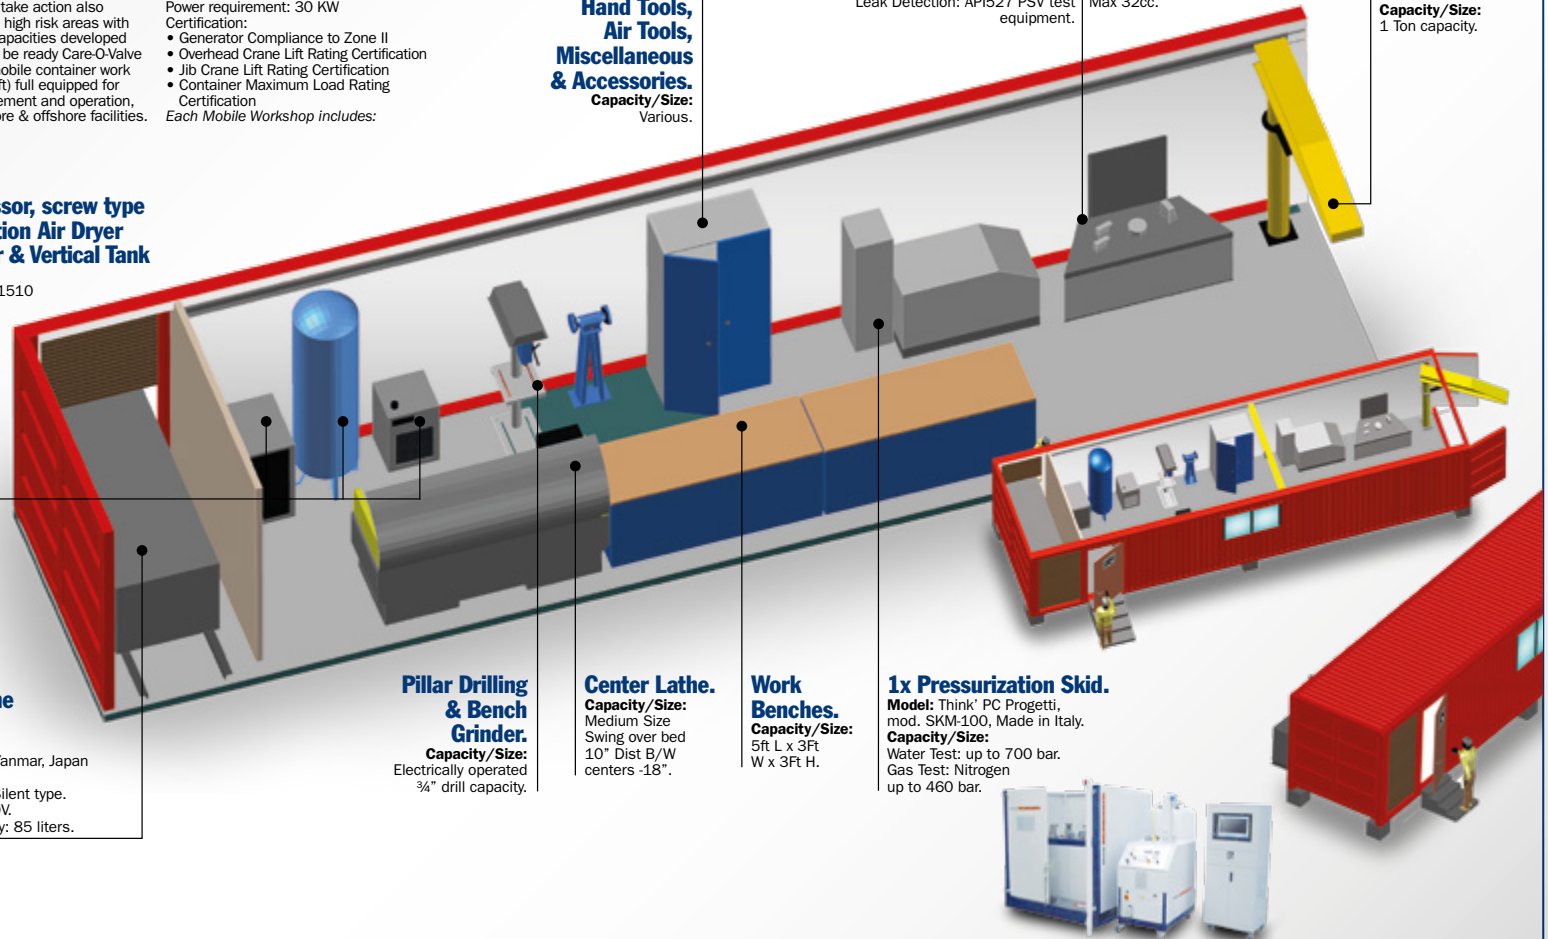 take action also
high risk areas with
apacities developed
be ready Care-O-Valve
obile container work
ft) full equipped for
ement and operation,
ore & offshore facilities.
Power requirement: 30 KW
Certification:
• Generator Compliance to Zone II
• Overhead Crane Lift Rating Certification
• Jib Crane Lift Rating Certification
• Container Maximum Load Rating
Certification
Each Mobile Workshop includes:
Hand Tools,
Air Tools,
Miscellaneous
& Accessories.
Capacity/Size:
Various.
Leak Detection: API527 PSV test
equipment.
Max 32cc.
Capacity/Size:
1 Ton capacity.
ssor, screw type
tion Air Dryer
r & Vertical Tank
1510
ne
Yanmar, Japan
Silent type.
0V.
y: 85 liters.
Pillar Drilling
& Bench
Grinder.
Capacity/Size:
Electrically operated
¾” drill capacity.
Center Lathe.
Capacity/Size:
Medium Size
Swing over bed
10” Dist B/W
centers -18”.
Work
Benches.
Capacity/Size:
5ft L x 3Ft
W x 3Ft H.
1x Pressurization Skid.
Model: Think’ PC Progetti,
mod. SKM-100, Made in Italy.
Capacity/Size:
Water Test: up to 700 bar.
Gas Test: Nitrogen
up to 460 bar.